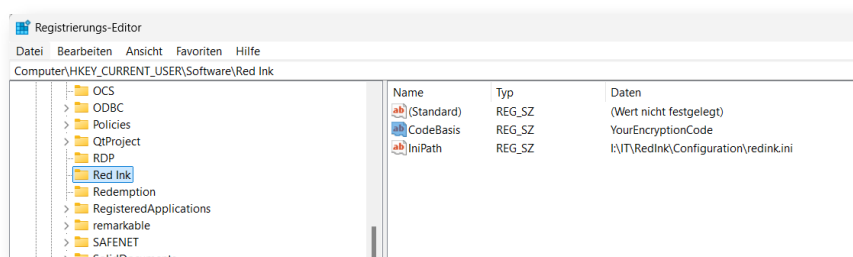 Registrierungs-Editor
Datei Bearbeiten Ansicht Favoriten Hilfe
Computer\HKEY_CURRENT_USER\Software\Red Ink
OCS
ODBC
Policies
QtProject
RDP
Red Ink
Redemption
RegisteredApplications
remarkable
SAFENET
Name Typ Daten
(Standard) REG_SZ (Wert nicht festgelegt)
CodeBasis REG_SZ YourEncryptionCode
IniPath REG_SZ I:\IT\RedInk\Configuration\redink.ini